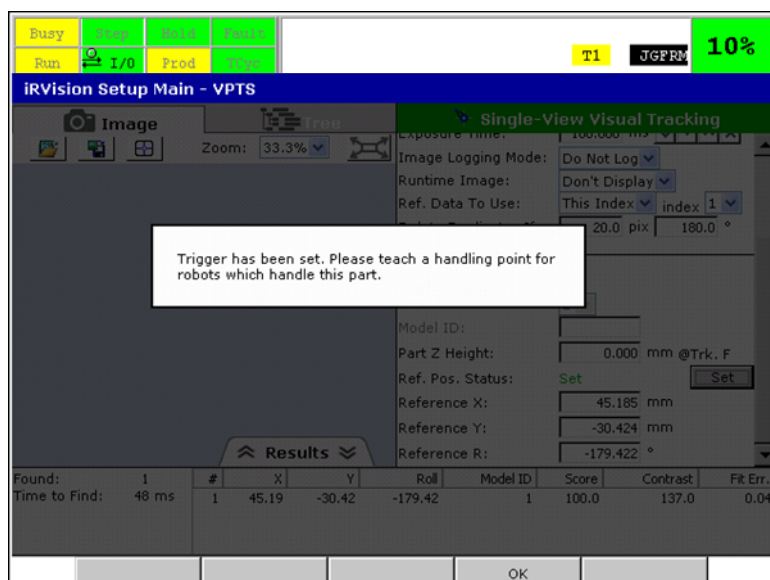 Busy Step Hold Fault
Run I/O Prod TCyc
T1 JGFRM 10%
iRVision Setup Main - VPTS
Image Tree Single-View Visual Tracking
Zoom: 33.3%
Exposure Time: 100.000 ms
Image Logging Mode: Do Not Log
Runtime Image: Don't Display
Ref. Data To Use: This Index index 1
20.0 pix 180.0 °
Trigger has been set. Please teach a handling point for
robots which handle this part.
Model ID:
Part Z Height: 0.000 mm @Trk. F
Ref. Pos. Status: Set Set
Reference X: 45.185 mm
Reference Y: -30.424 mm
Reference R: -179.422 °
Results
Found: 1
Time to Find: 48 ms
# X Y Roll Model ID Score Contrast Fit Err.
1 45.19 -30.42 -179.42 1 100.0 137.0 0.04
OK